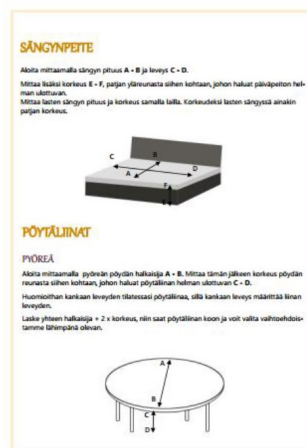 SÄNGYNPEITE
Aloita mittaamalla sängyn pituus A - B ja leveys C - D.
Mittaa lisäksi korkeus E - F, patjan yläreunasta siihen kohtaan, johon haluat päiväpeiton hel-
man ulottuvan.
Mittaa lasten sängyn pituus ja korkeus samalla lailla. Korkeudeksi lasten sängyssä ainakin
patjan korkeus.
B
C
D
A
F
E
PÖYTÄLIINAT
PYÖREÄ
Aloita mittaamalla pyöreän pöydän halkaisija A - B. Mittaa tämän jälkeen korkeus pöydän
reunasta siihen kohtaan, johon haluat pöytäliinan helman ulottuvan C - D.
Huomioithan kankaan leveyden tilatessasi pöytäliinaa, sillä kankaan leveys määrittää liinan
leveyden.
Laske yhteen halkaisija + 2 x korkeus, niin saat pöytäliinan koon ja voit valita vaihtoehdois-
tamme lähimpänä olevan.
A
B
C
D